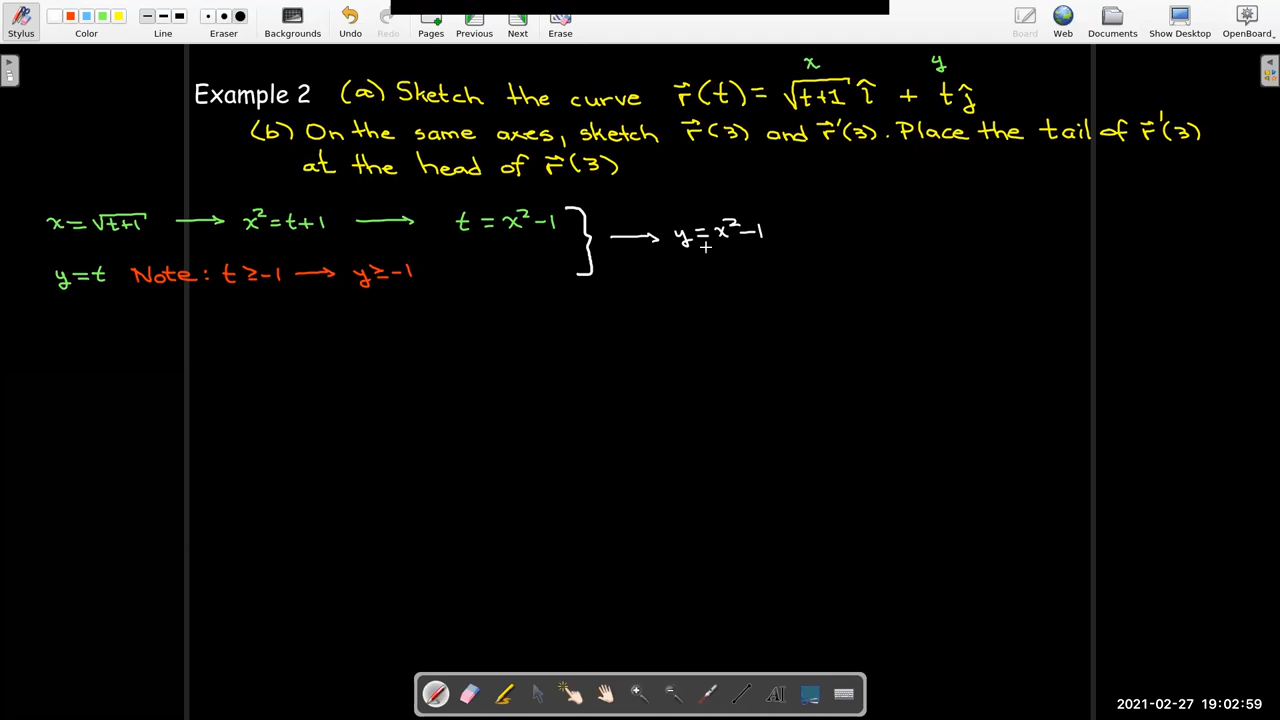 Stylus Color Line Eraser Backgrounds Undo Redo Pages Previous Next Erase Board Web Documents Show Desktop OpenBoard
x y
Example 2 (a) Sketch the curve r⃗(t) = √(t+1) î + t ĵ
(b) On the same axes, sketch r⃗(3) and r⃗'(3). Place the tail of r⃗'(3)
at the head of r⃗(3)
x = √(t+1) → x² = t+1 → t = x² - 1 } → y = x² - 1
y = t Note: t ≥ -1 → y ≥ -1
2021-02-27 19:02:59